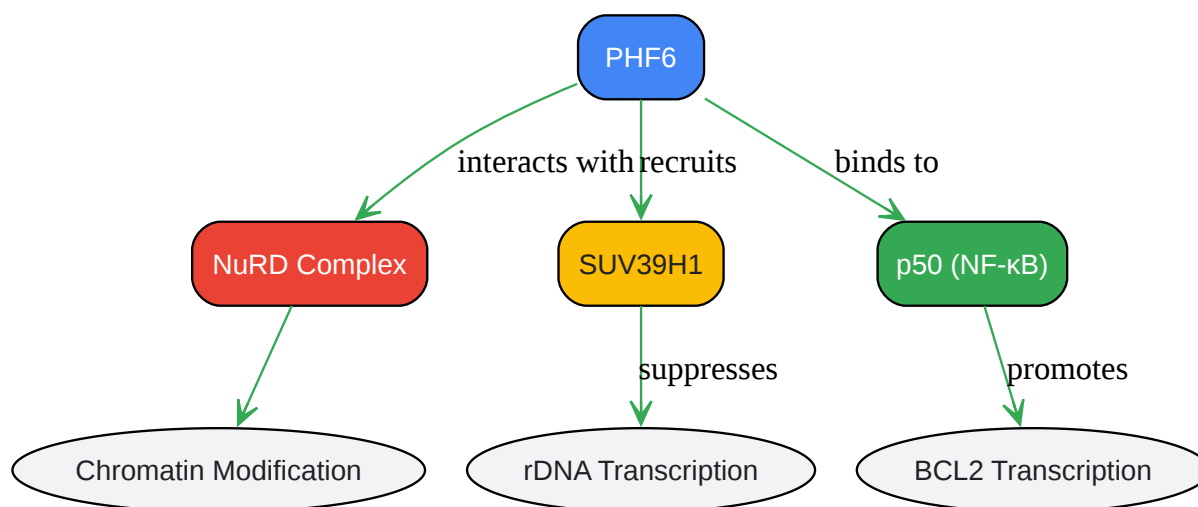 PHF6
interacts with recruits binds to
NuRD Complex SUV39H1 p50 (NF-κB)
suppresses promotes
Chromatin Modification rDNA Transcription BCL2 Transcription